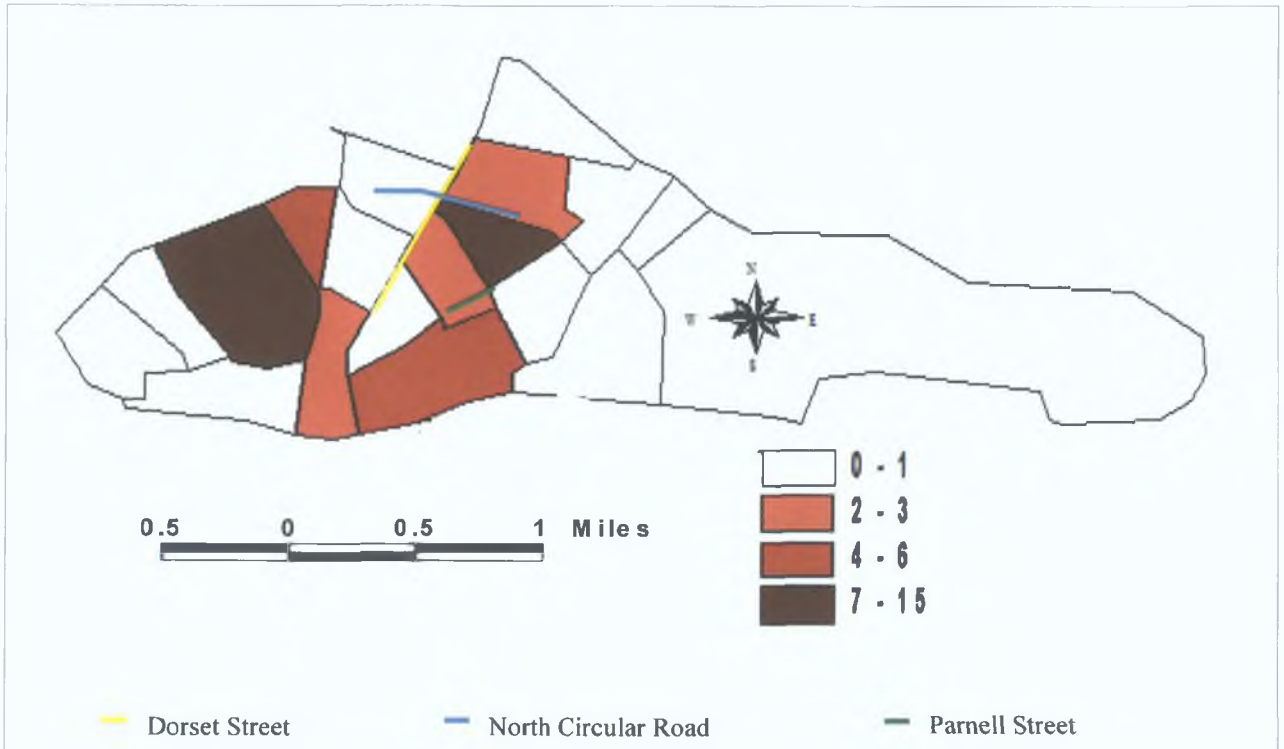 N
W E
S
0 - 1
2 - 3
4 - 6
7 - 15
0.5 0 0.5 1 Miles
Dorset Street North Circular Road Parnell Street